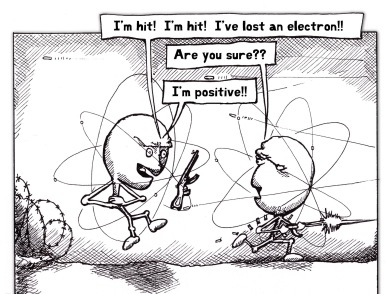 I'm hit! I'm hit! I've lost an electron!!
Are you sure??
I'm positive!!